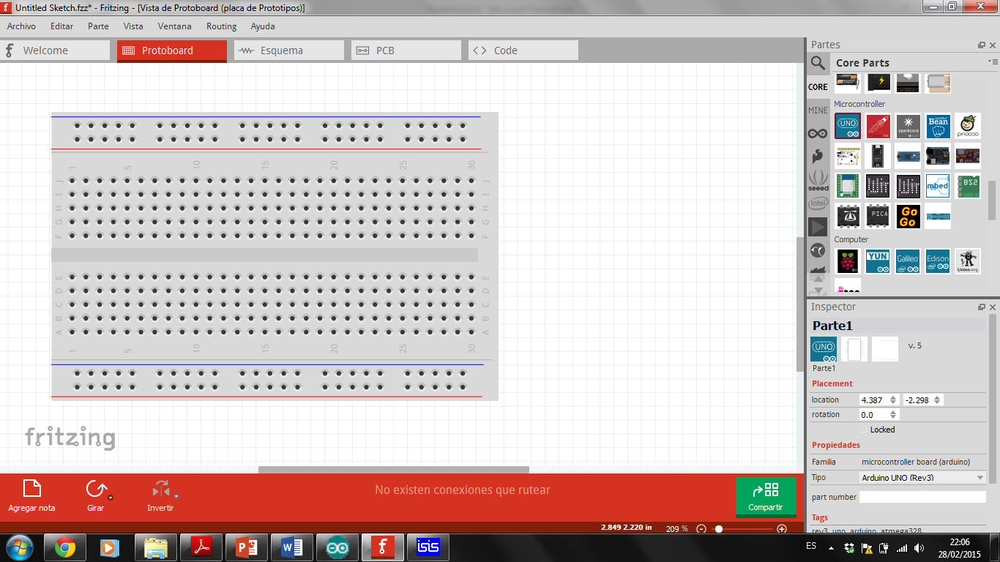 Untitled Sketch.fzz* - Fritzing - [Vista de Protoboard (placa de Prototipos)]
Archivo Editar Parte Vista Ventana Routing Ayuda
Welcome Protoboard Esquema PCB Code
Partes
Core Parts
CORE
MINE
seeed
intel
Microcontroller
UNO
sparkcore
Bean
pinoccio
mbed
BS2
PICA
Go Go
Computer
YUN
Galileo
Edison
Linino.org
1 5 10 15 20 25 30
J J
I I
H H
G G
F F
E E
D D
C C
B B
A A
1 5 10 15 20 25 30
fritzing
Inspector
Parte1
UNO
v. 5
Parte1
Placement
location 4.387 -2.298
rotation 0.0
Locked
Propiedades
Familia microcontroller board (arduino)
Tipo Arduino UNO (Rev3)
part number
Tags
rev3, uno, arduino, atmega328,
Agregar nota
Girar
Invertir
No existen conexiones que rutear
Compartir
2.849 2.220 in 209 %
isis
ES
22:06
28/02/2015